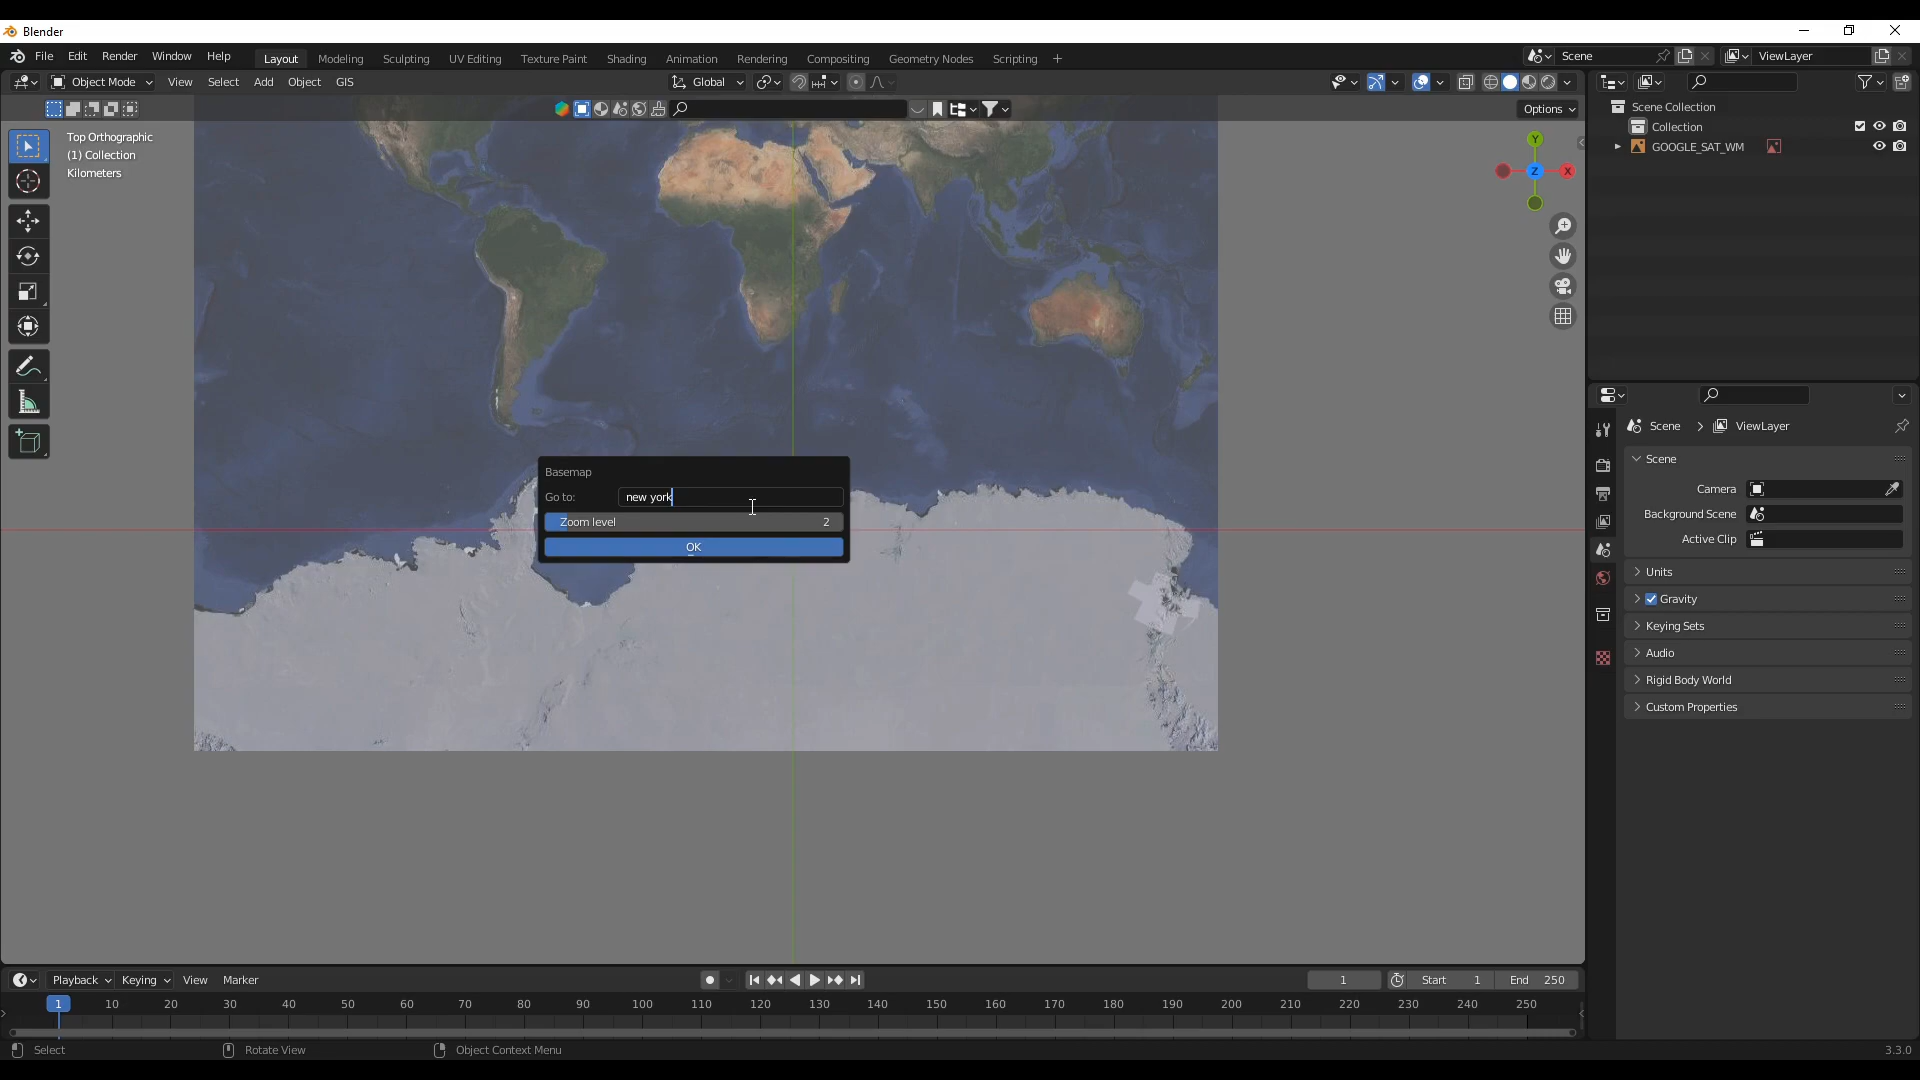 Blender
File Edit Render Window Help Layout Modeling Sculpting UV Editing Texture Paint Shading Animation Rendering Compositing Geometry Nodes Scripting + Scene ViewLayer
Object Mode View Select Add Object GIS Global
Options
Top Orthographic
(1) Collection
Kilometers
Y
Z X
Scene Collection
Collection
GOOGLE_SAT_WM
Basemap
Go to: new york
Zoom level 2
OK
Scene > ViewLayer
Scene
Camera
Background Scene
Active Clip
Units
Gravity
Keying Sets
Audio
Rigid Body World
Custom Properties
Playback Keying View Marker 1 Start 1 End 250
1 10 20 30 40 50 60 70 80 90 100 110 120 130 140 150 160 170 180 190 200 210 220 230 240 250
Select Rotate View Object Context Menu 3.3.0